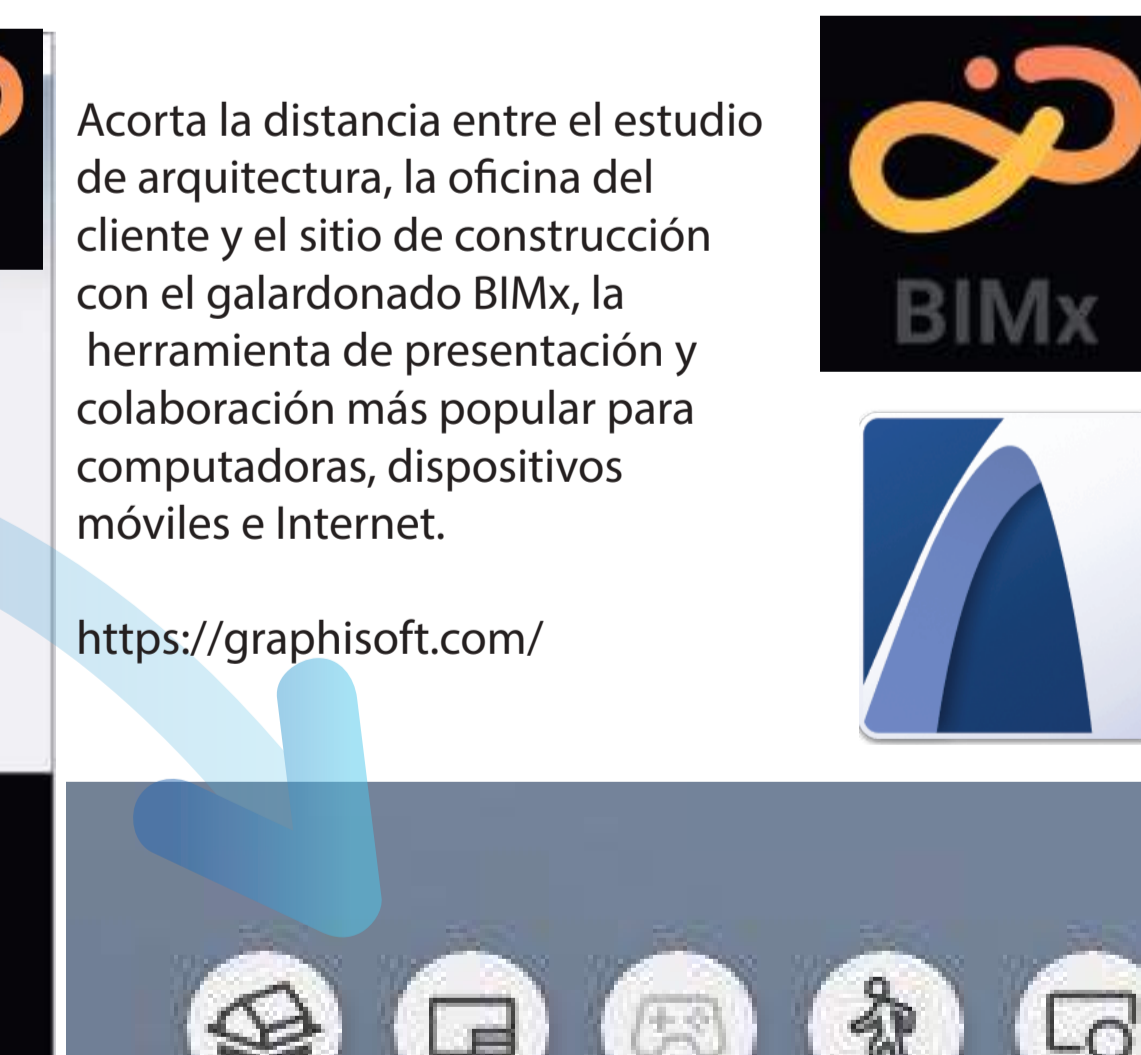 Acorta la distancia entre el estudio
de arquitectura, la oficina del
cliente y el sitio de construcción
con el galardonado BIMx, la
herramienta de presentación y
colaboración más popular para
computadoras, dispositivos
móviles e Internet.
https://graphisoft.com/
BIMx